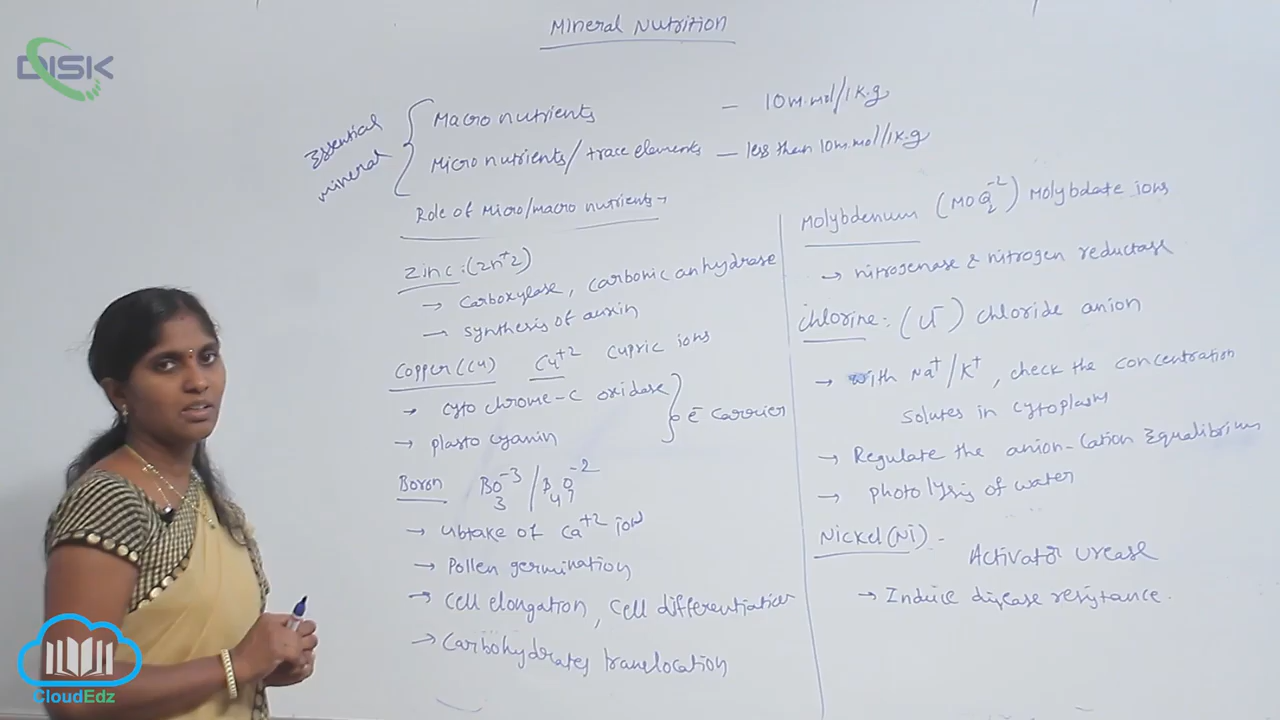 Mineral Nutrition
DISK
Essential mineral
Macro nutrients - 10m.mol/1K.g
Micro nutrients/ trace elements - less then 10m.mol/1K.g
Role of Micro/macro nutrients→
Zinc:(zn+2)
→ carboxylase, carbonic anhydrase
→ synthesis of auxin
Copper(Cu) Cu+2 cupric ions
→ cyto chrome-c oxidase
→ plasto cyanin
e- carrier
Boron BO3-3 / B4O7-2
→ uptake of Ca+2 ion
→ Pollen germination
→ Cell elongation, Cell differentiation
→ Carbohydrates translocation
Molybdenum (MoO2-2) Molybdate ions
→ nitrogenase & nitrogen reductase
Chlorine: (Cl-) chloride anion
→ with Na+/K+, check the concentration
solutes in cytoplasm
→ Regulate the anion-cation Equalibrium
→ photolysis of water
Nickel(Ni) -
Activator urease
→ Induce disease resistance.
CloudEdz